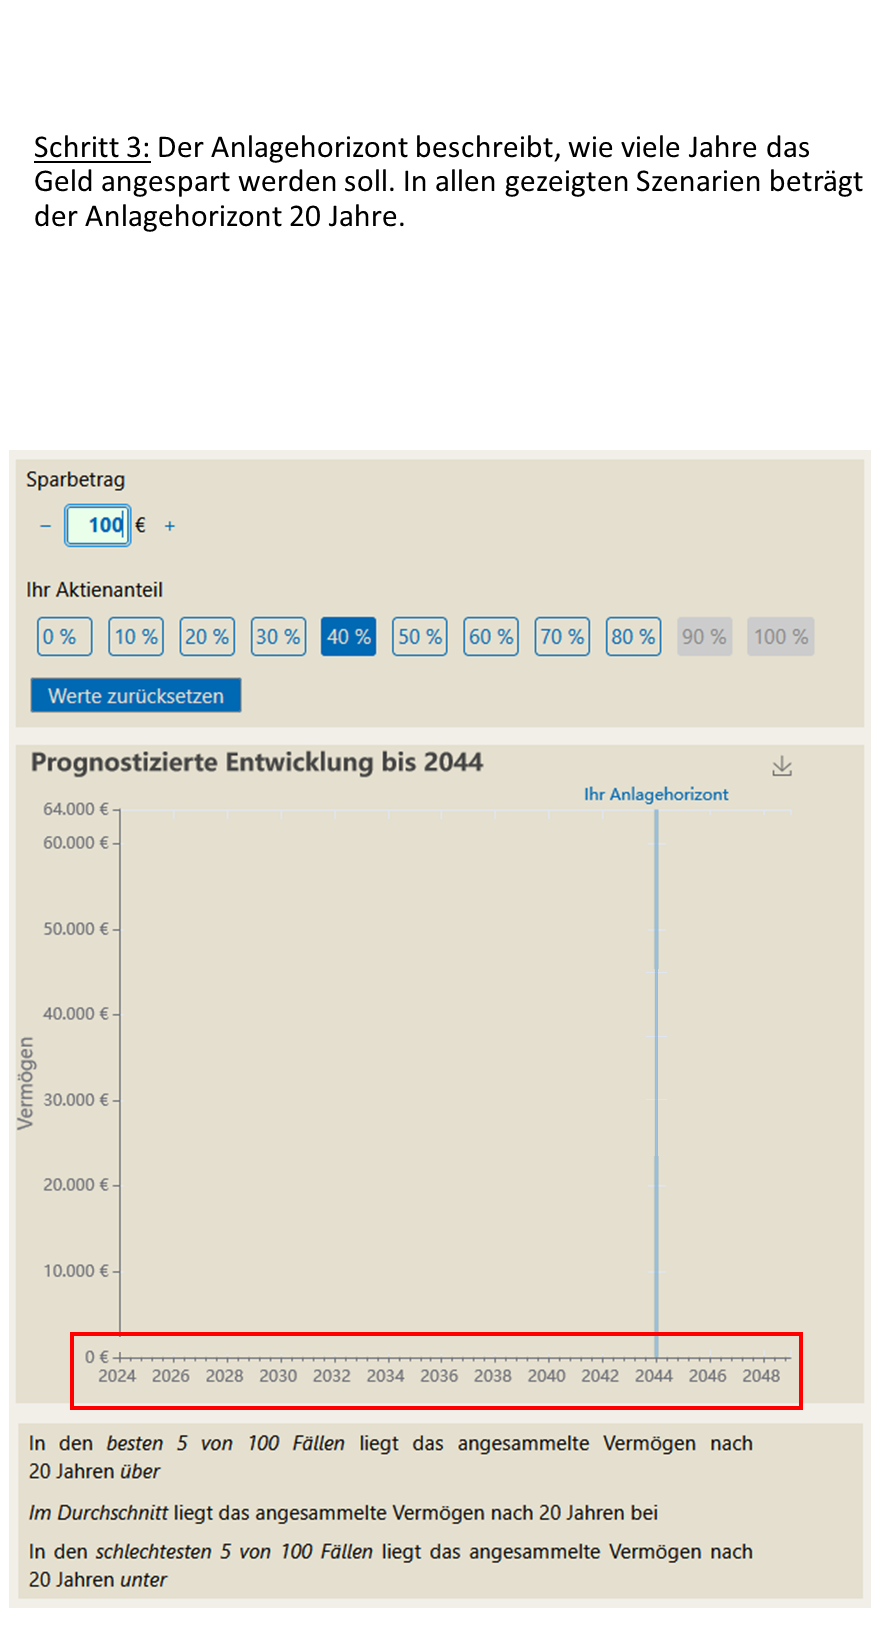 Schritt 3: Der Anlagehorizont beschreibt, wie viele Jahre das
Geld angespart werden soll. In allen gezeigten Szenarien beträgt
der Anlagehorizont 20 Jahre.
Sparbetrag
− 100 € +
Ihr Aktienanteil
0 % 10 % 20 % 30 % 40 % 50 % 60 % 70 % 80 % 90 % 100 %
Werte zurücksetzen
Prognostizierte Entwicklung bis 2044
Ihr Anlagehorizont
64.000 €
60.000 €
50.000 €
40.000 €
Vermögen
30.000 €
20.000 €
10.000 €
0 €
2024 2026 2028 2030 2032 2034 2036 2038 2040 2042 2044 2046 2048
In den besten 5 von 100 Fällen liegt das angesammelte Vermögen nach
20 Jahren über
Im Durchschnitt liegt das angesammelte Vermögen nach 20 Jahren bei
In den schlechtesten 5 von 100 Fällen liegt das angesammelte Vermögen nach
20 Jahren unter